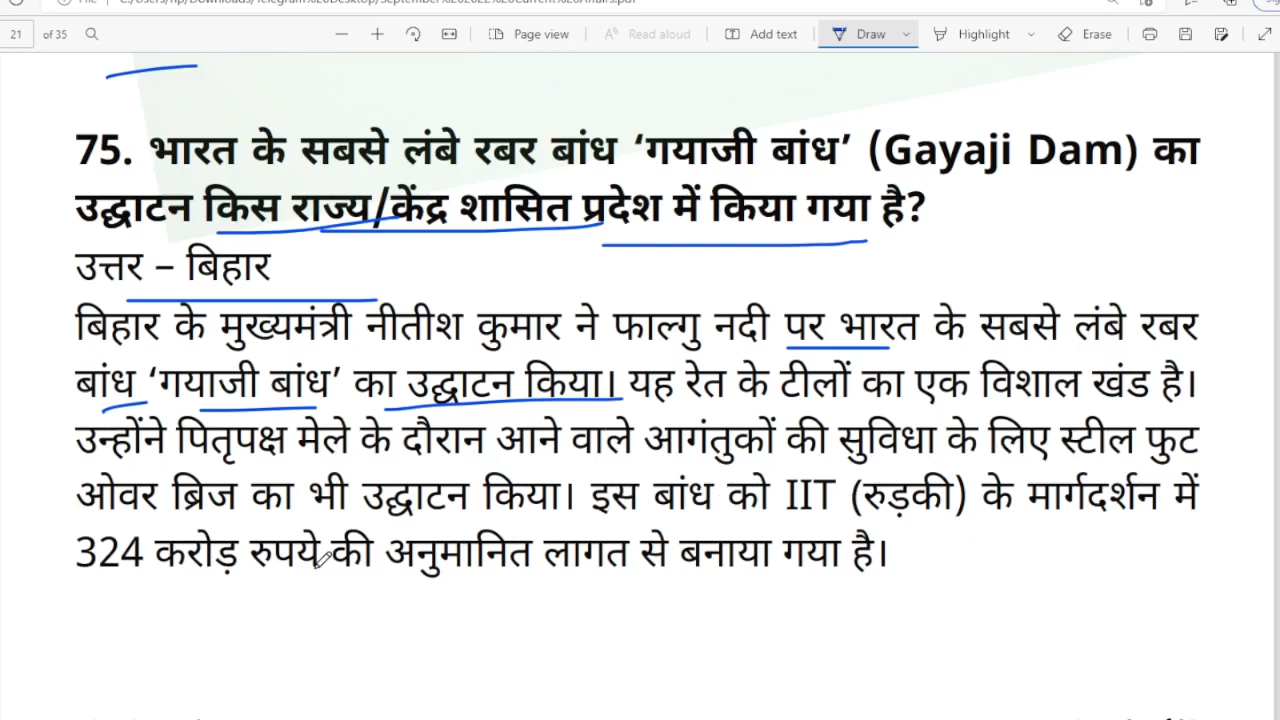 21 of 35 Page view Read aloud Add text Draw Highlight Erase
75. भारत के सबसे लंबे रबर बांध ‘गयाजी बांध’ (Gayaji Dam) का
उद्घाटन किस राज्य/केंद्र शासित प्रदेश में किया गया है?
उत्तर – बिहार
बिहार के मुख्यमंत्री नीतीश कुमार ने फाल्गु नदी पर भारत के सबसे लंबे रबर
बांध ‘गयाजी बांध’ का उद्घाटन किया। यह रेत के टीलों का एक विशाल खंड है।
उन्होंने पितृपक्ष मेले के दौरान आने वाले आगंतुकों की सुविधा के लिए स्टील फुट
ओवर ब्रिज का भी उद्घाटन किया। इस बांध को IIT (रुड़की) के मार्गदर्शन में
324 करोड़ रुपये की अनुमानित लागत से बनाया गया है।